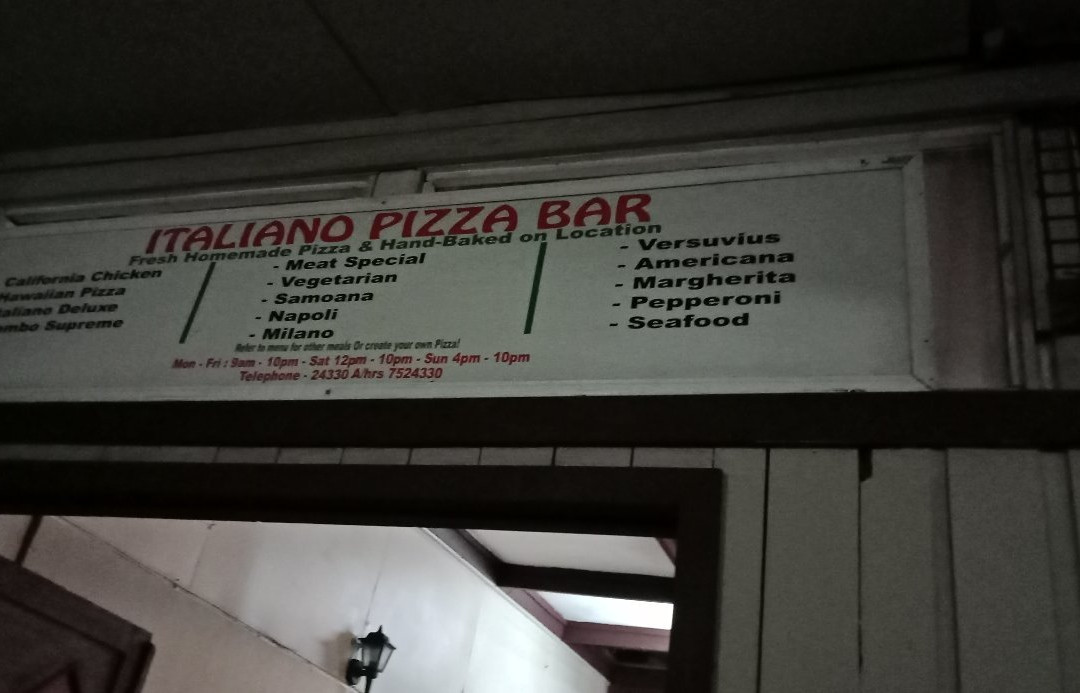 ITALIANO PIZZA BAR
Fresh Homemade Pizza & Hand-Baked on Location
California Chicken
Hawaiian Pizza
taliano Deluxe
ombo Supreme
- Meat Special
- Vegetarian
- Samoana
- Napoli
- Milano
- Versuvius
- Americana
- Margherita
- Pepperoni
- Seafood
Refer to menu for other meals Or create your own Pizza!
Mon - Fri : 9am - 10pm - Sat 12pm - 10pm - Sun 4pm - 10pm
Telephone - 24330 A/hrs 7524330